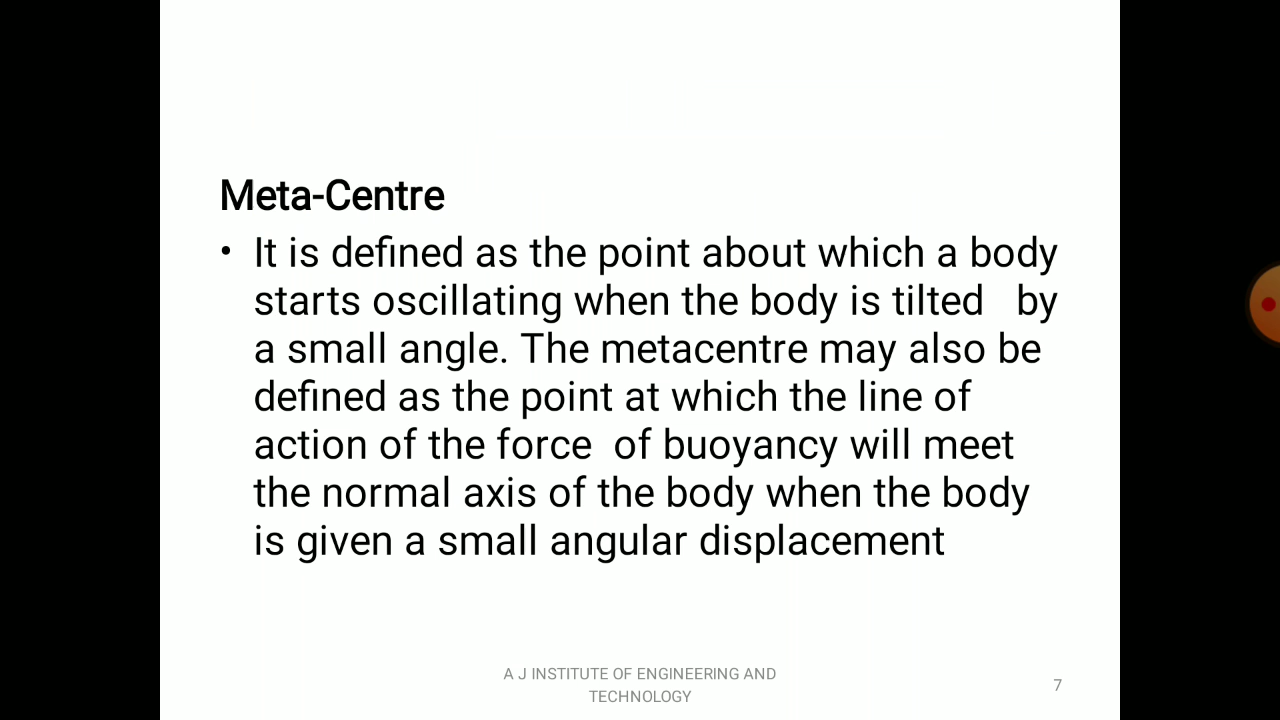 Meta-Centre
• It is defined as the point about which a body
starts oscillating when the body is tilted   by
a small angle. The metacentre may also be
defined as the point at which the line of
action of the force  of buoyancy will meet
the normal axis of the body when the body
is given a small angular displacement
A J INSTITUTE OF ENGINEERING AND
TECHNOLOGY
7